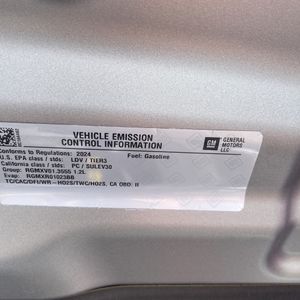 VEHICLE EMISSION
CONTROL INFORMATION
GM
GENERAL
MOTORS LLC
Conforms to Regulations: 2024
Fuel: Gasoline
U.S. EPA class / stds: LDV / TIER3
California class / stds: PC / SULEV30
Group: RGMXV01.3555 1.2L
Evap: RGMXR01023BB
TC/CAC/DFI/WR-HO2S/TWC/HO2S, CA OBD: II